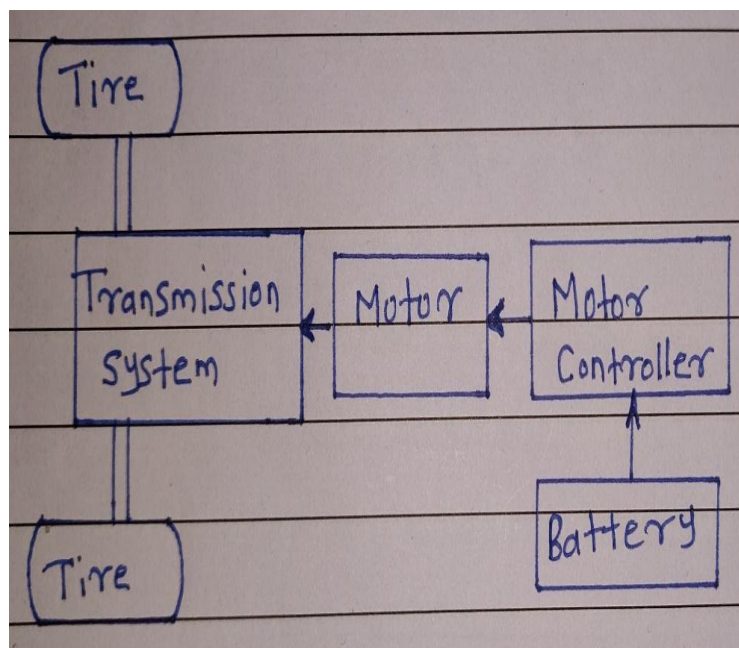 Tire
Transmission
system
Motor
Motor
Controller
Battery
Tire